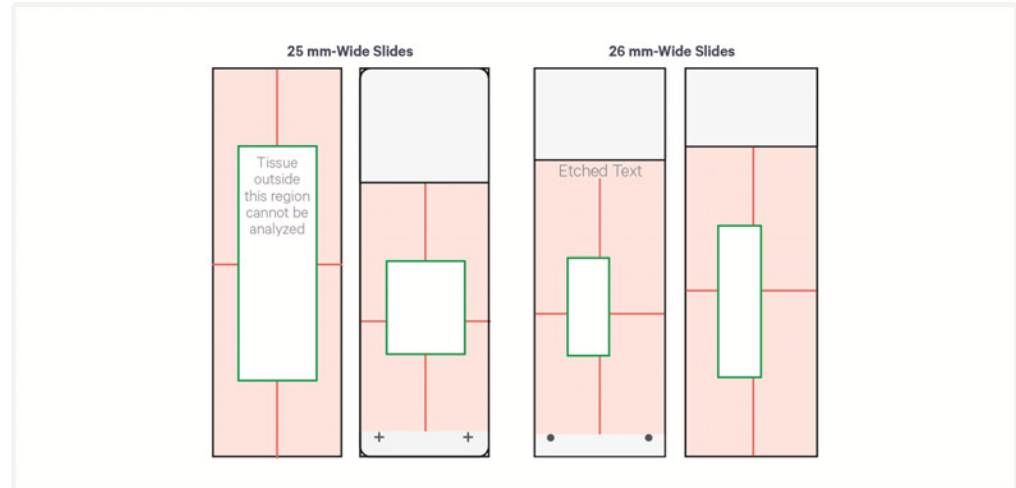 25 mm-Wide Slides
26 mm-Wide Slides
Tissue
outside
this region
cannot be
analyzed
Etched Text